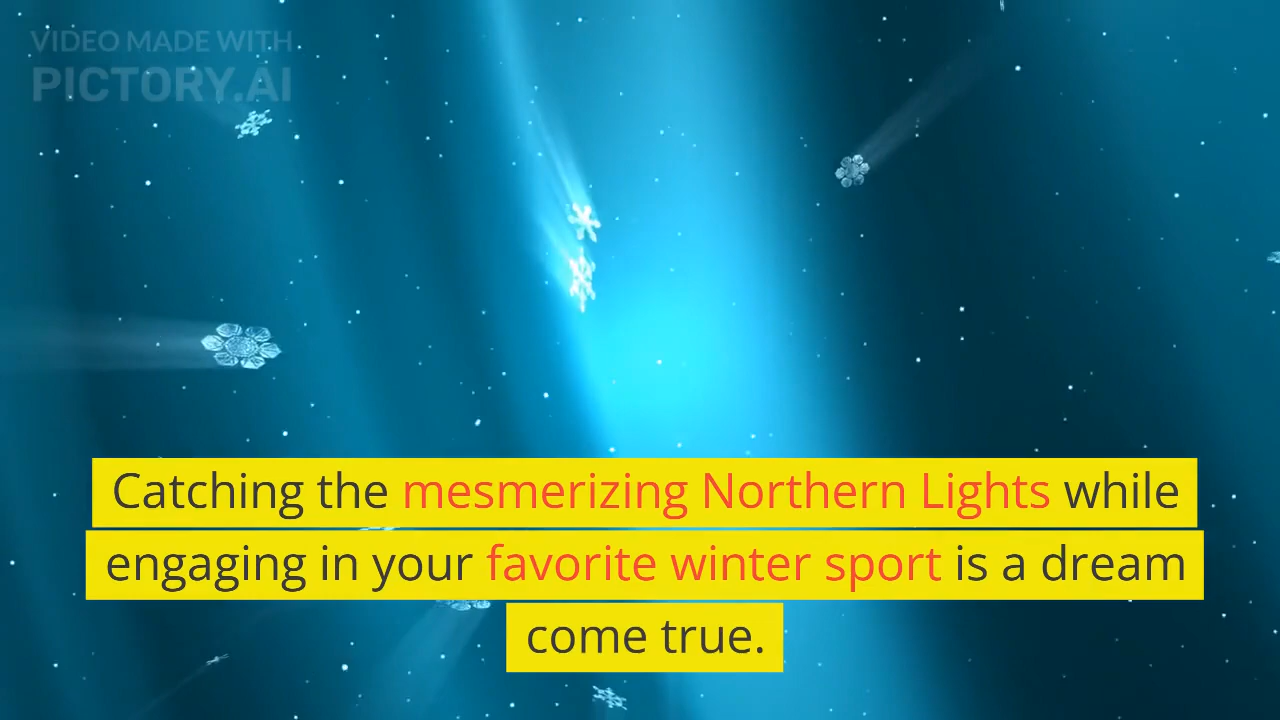 VIDEO MADE WITH
PICTORY.AI
Catching the mesmerizing Northern Lights while
engaging in your favorite winter sport is a dream
come true.